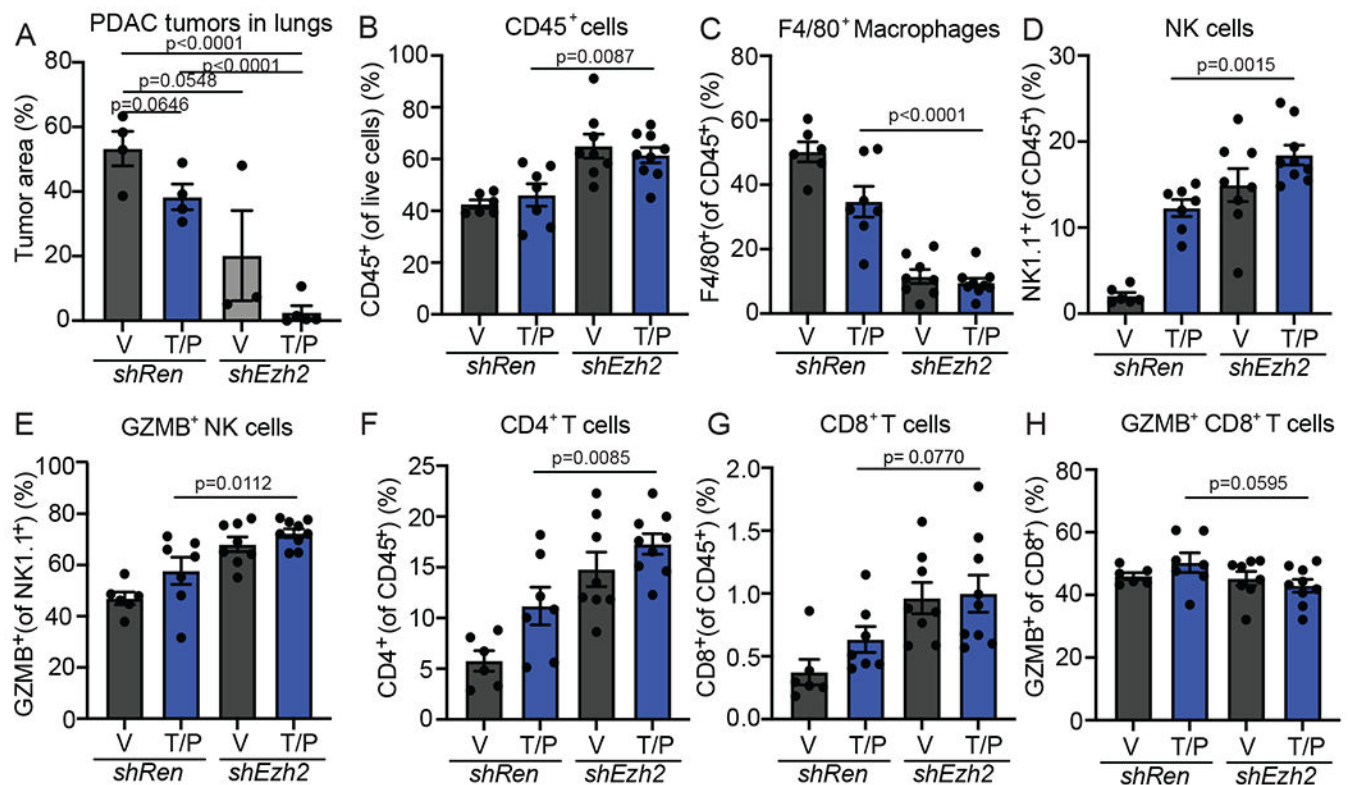 A PDAC tumors in lungs
p<0.0001
p<0.0001
p=0.0548
p=0.0646
Tumor area (%)
80
60
40
20
0
V T/P V T/P
shRen shEzh2
B CD45+ cells
p=0.0087
CD45+ (of live cells) (%)
100
80
60
40
20
0
V T/P V T/P
shRen shEzh2
C F4/80+ Macrophages
p<0.0001
F4/80+(of CD45+) (%)
80
60
40
20
0
V T/P V T/P
shRen shEzh2
D NK cells
p=0.0015
NK1.1+ (of CD45+) (%)
30
20
10
0
V T/P V T/P
shRen shEzh2
E GZMB+ NK cells
p=0.0112
GZMB+(of NK1.1+) (%)
100
80
60
40
20
0
V T/P V T/P
shRen shEzh2
F CD4+ T cells
p=0.0085
CD4+ (of CD45+) (%)
25
20
15
10
5
0
V T/P V T/P
shRen shEzh2
G CD8+ T cells
p= 0.0770
CD8+(of CD45+) (%)
2.0
1.5
1.0
0.5
0.0
V T/P V T/P
shRen shEzh2
H GZMB+ CD8+ T cells
p=0.0595
GZMB+ of CD8+) (%)
80
60
40
20
0
V T/P V T/P
shRen shEzh2